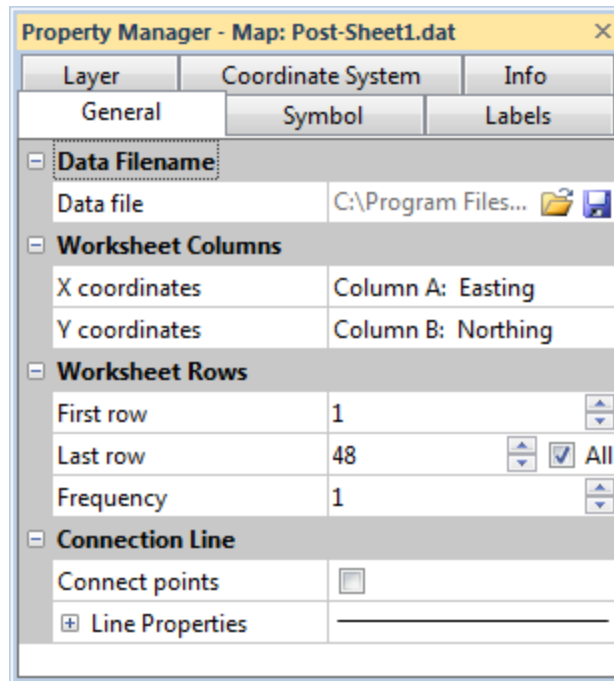 Property Manager - Map: Post-Sheet1.dat
Layer Coordinate System Info
General Symbol Labels
Data Filename
Data file C:\Program Files...
Worksheet Columns
X coordinates Column A: Easting
Y coordinates Column B: Northing
Worksheet Rows
First row 1
Last row 48 All
Frequency 1
Connection Line
Connect points
Line Properties